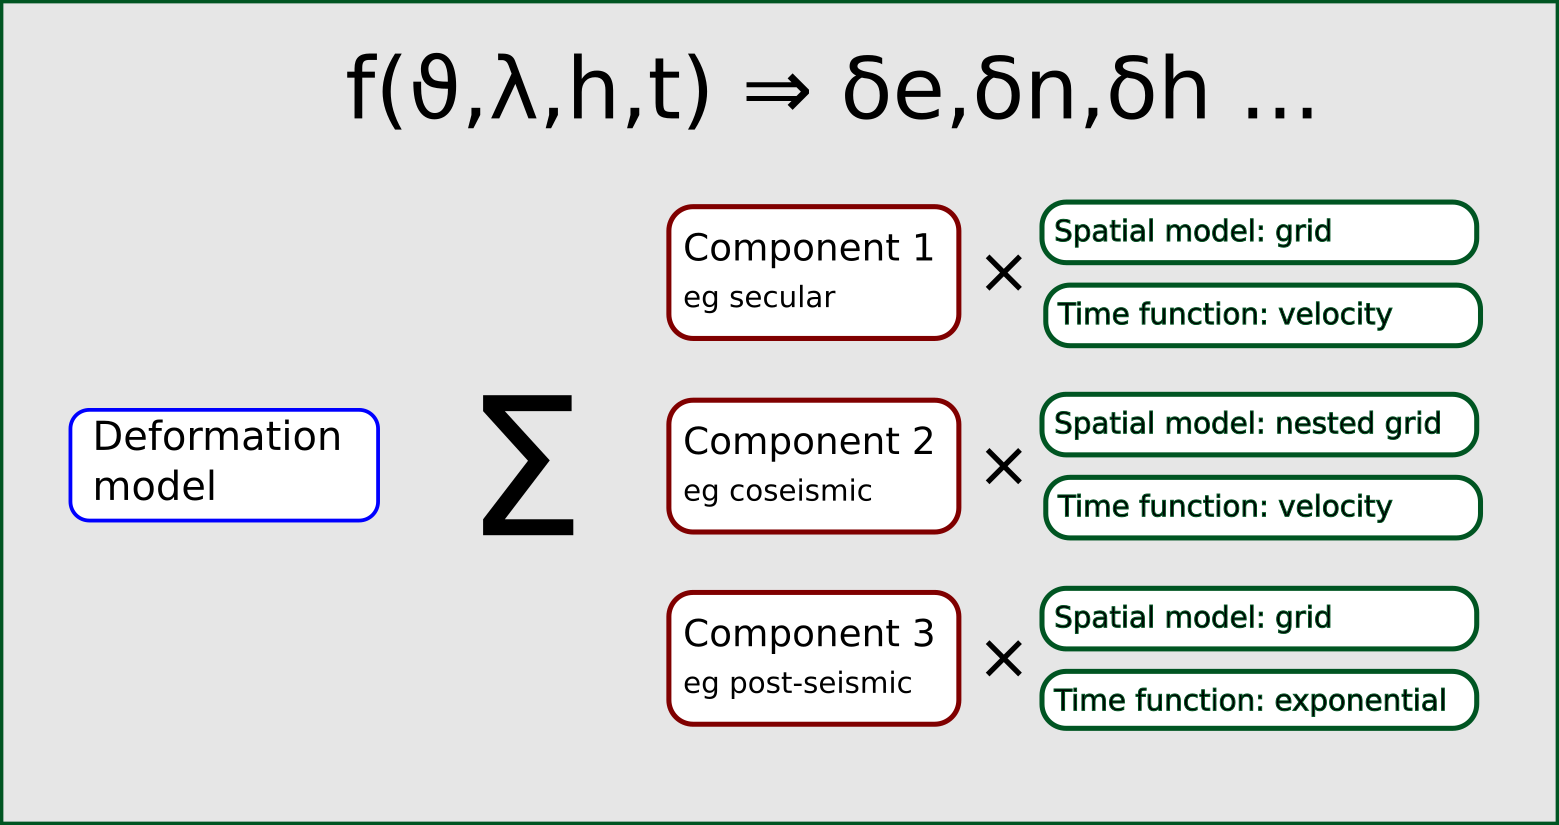 f(ϑ,λ,h,t) ⇒ δe,δn,δh ...
Deformation
model
∑
Component 1
eg secular
×
Spatial model: grid
Time function: velocity
Component 2
eg coseismic
×
Spatial model: nested grid
Time function: velocity
Component 3
eg post-seismic
×
Spatial model: grid
Time function: exponential